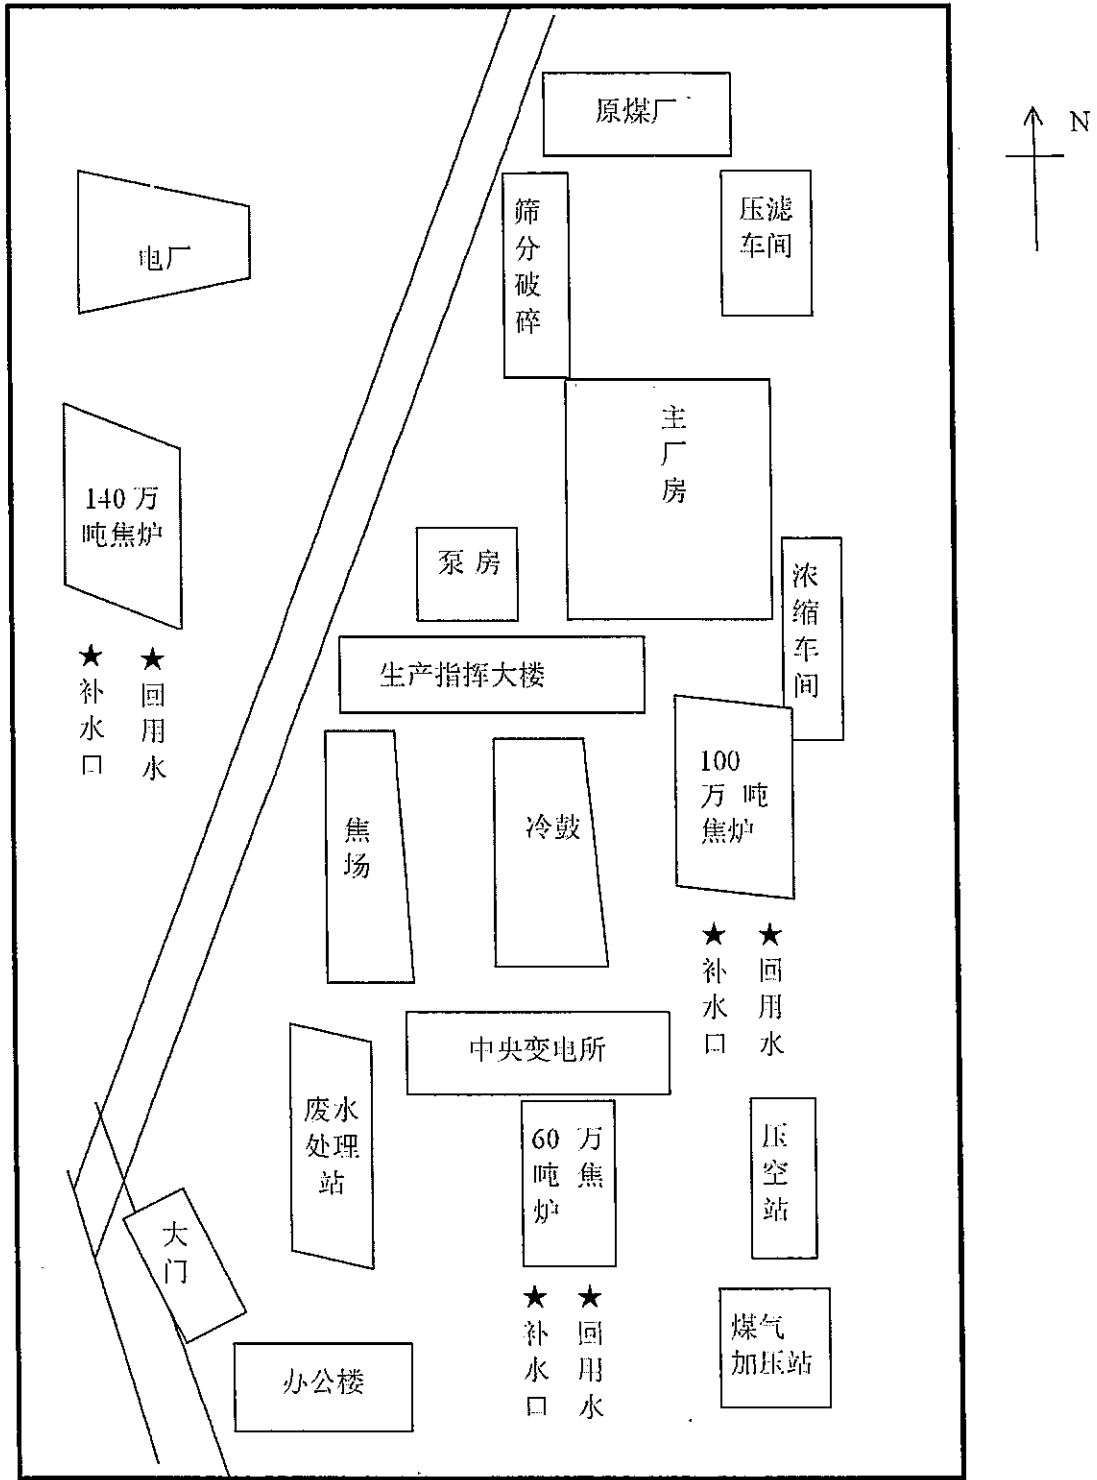 原煤厂
N
筛
分
破
碎
压滤
车间
电厂
主
厂
房
140 万
吨焦炉
泵 房
浓
缩
车
间
★ ★
补 回
水 用
口 水
生产指挥大楼
100
万 吨
焦炉
焦
场
冷鼓
★ ★
补 回
水 用
口 水
中央变电所
废水
处理
站
60 万
吨 焦
炉
压
空
站
大
门
★ ★
补 回
水 用
口 水
煤气
加压站
办公楼